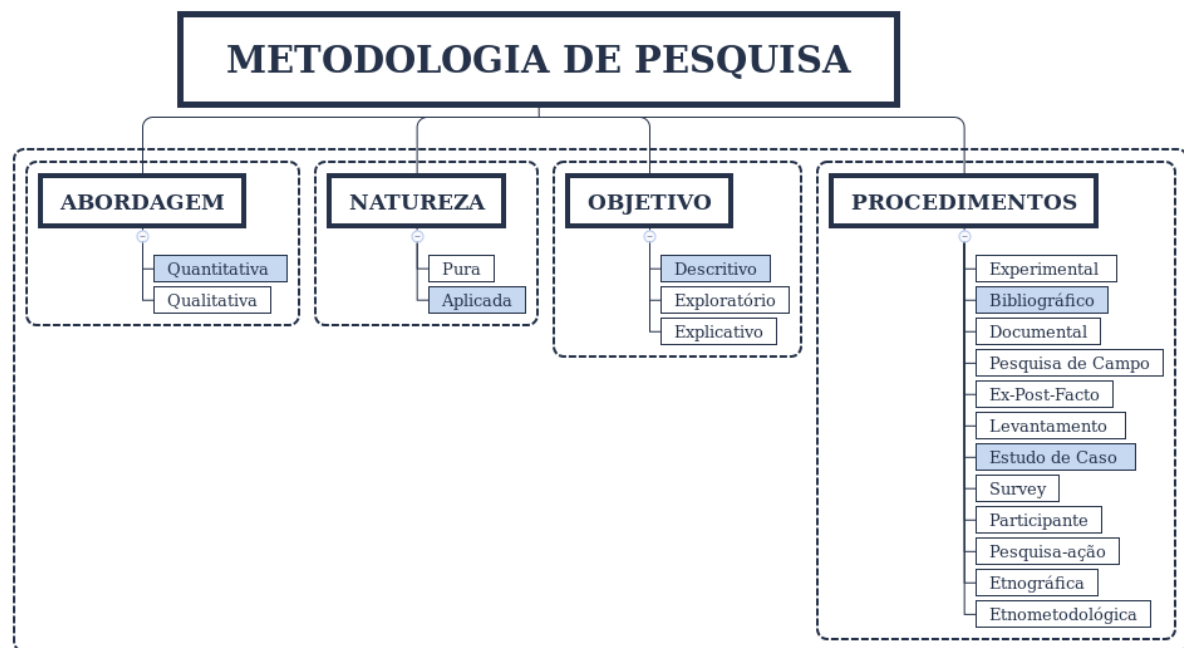 METODOLOGIA DE PESQUISA
ABORDAGEM
Quantitativa
Qualitativa
NATUREZA
Pura
Aplicada
OBJETIVO
Descritivo
Exploratório
Explicativo
PROCEDIMENTOS
Experimental
Bibliográfico
Documental
Pesquisa de Campo
Ex-Post-Facto
Levantamento
Estudo de Caso
Survey
Participante
Pesquisa-ação
Etnográfica
Etnometodológica